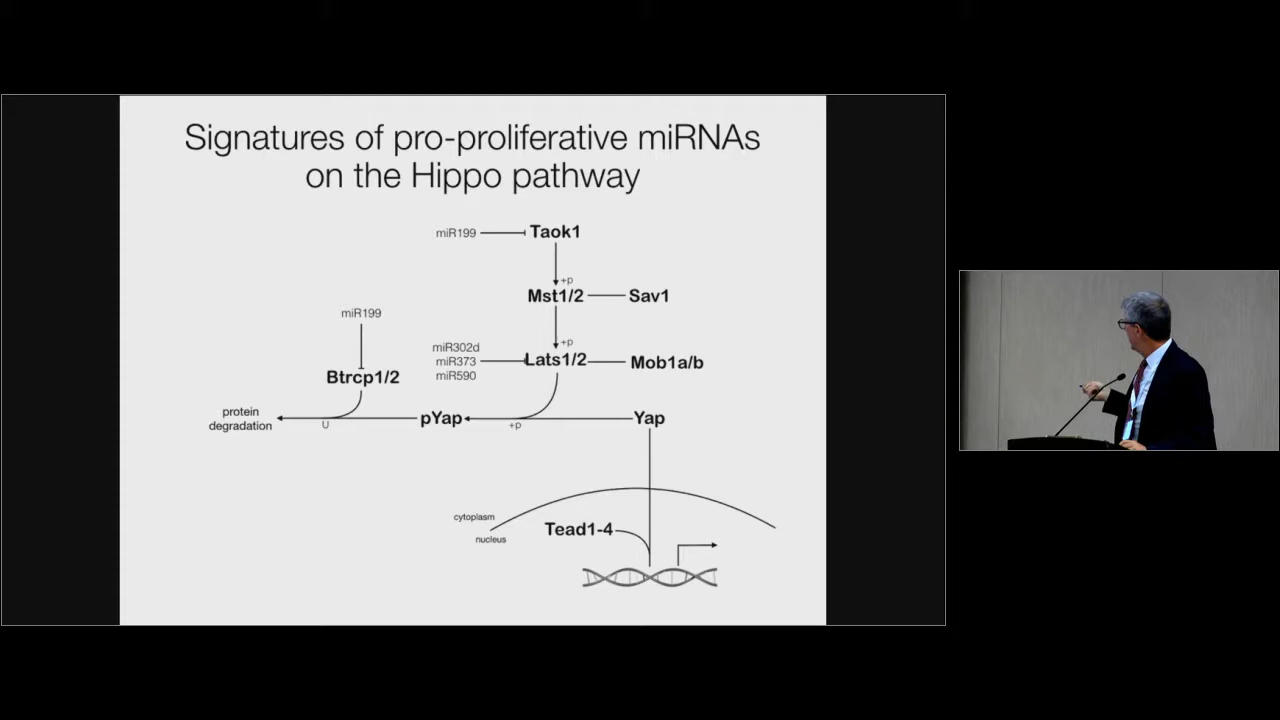 Signatures of pro-proliferative miRNAs
on the Hippo pathway
miR199
Taok1
+p
Mst1/2
Sav1
miR199
+p
miR302d
miR373
miR590
Lats1/2
Mob1a/b
Btrcp1/2
protein
degradation
U
pYap
+p
Yap
cytoplasm
nucleus
Tead1-4